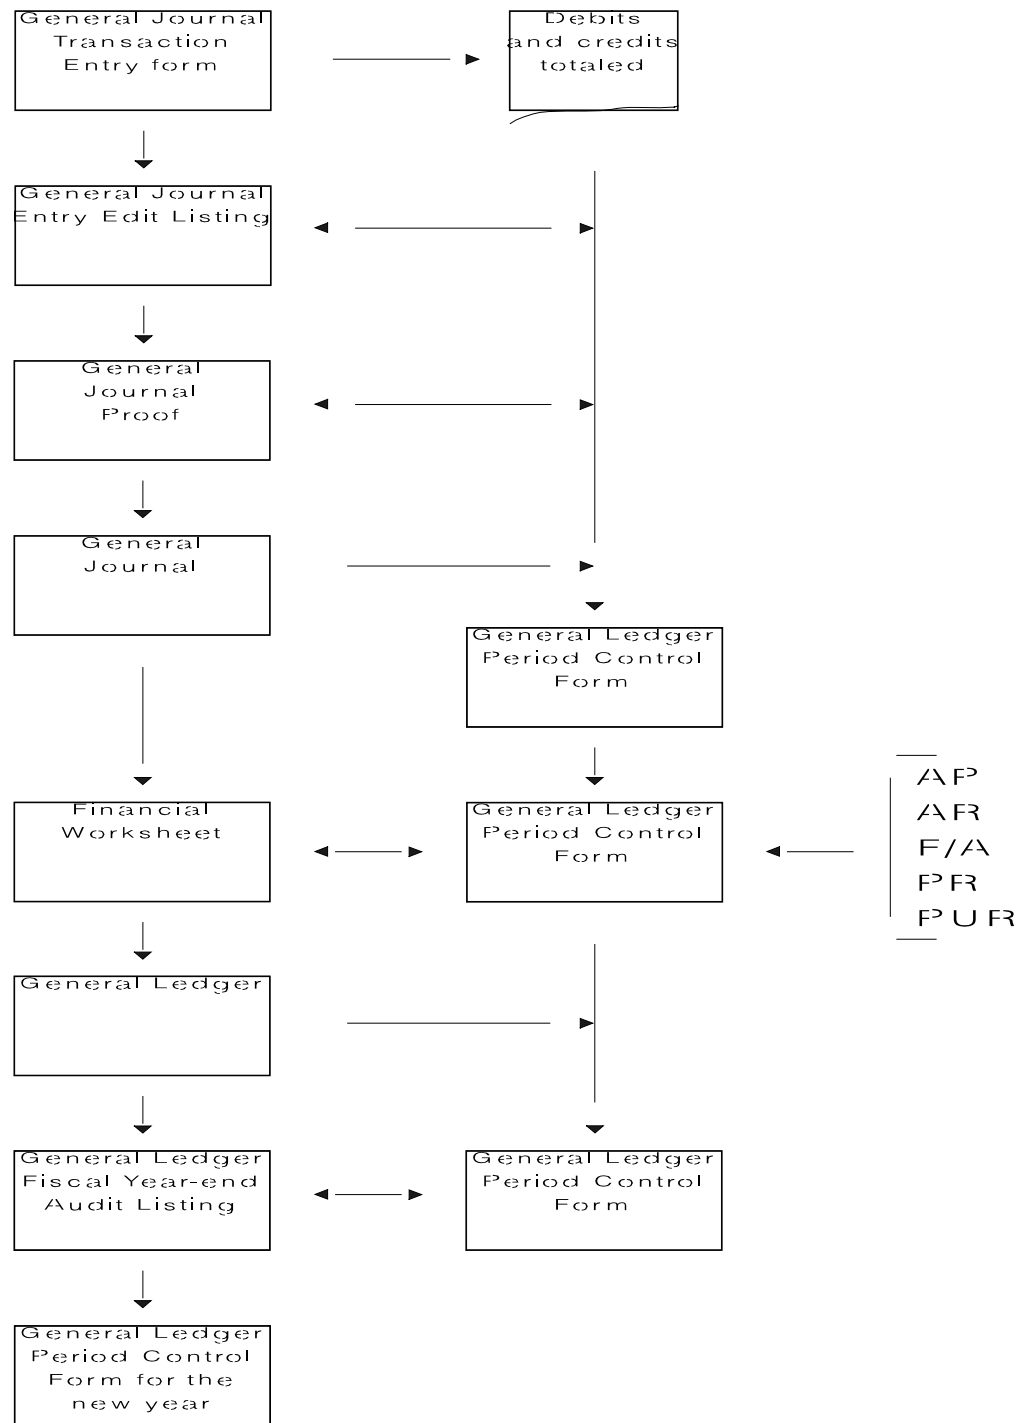 General Journal
Transaction
Entry form
Debits
and credits
totaled
General Journal
Entry Edit Listing
General
Journal
Proof
General
Journal
General Ledger
Period Control
Form
Financial
Worksheet
General Ledger
Period Control
Form
AP
AR
F/A
PR
PUR
General Ledger
General Ledger
Fiscal Year-end
Audit Listing
General Ledger
Period Control
Form
General Ledger
Period Control
Form for the
new year